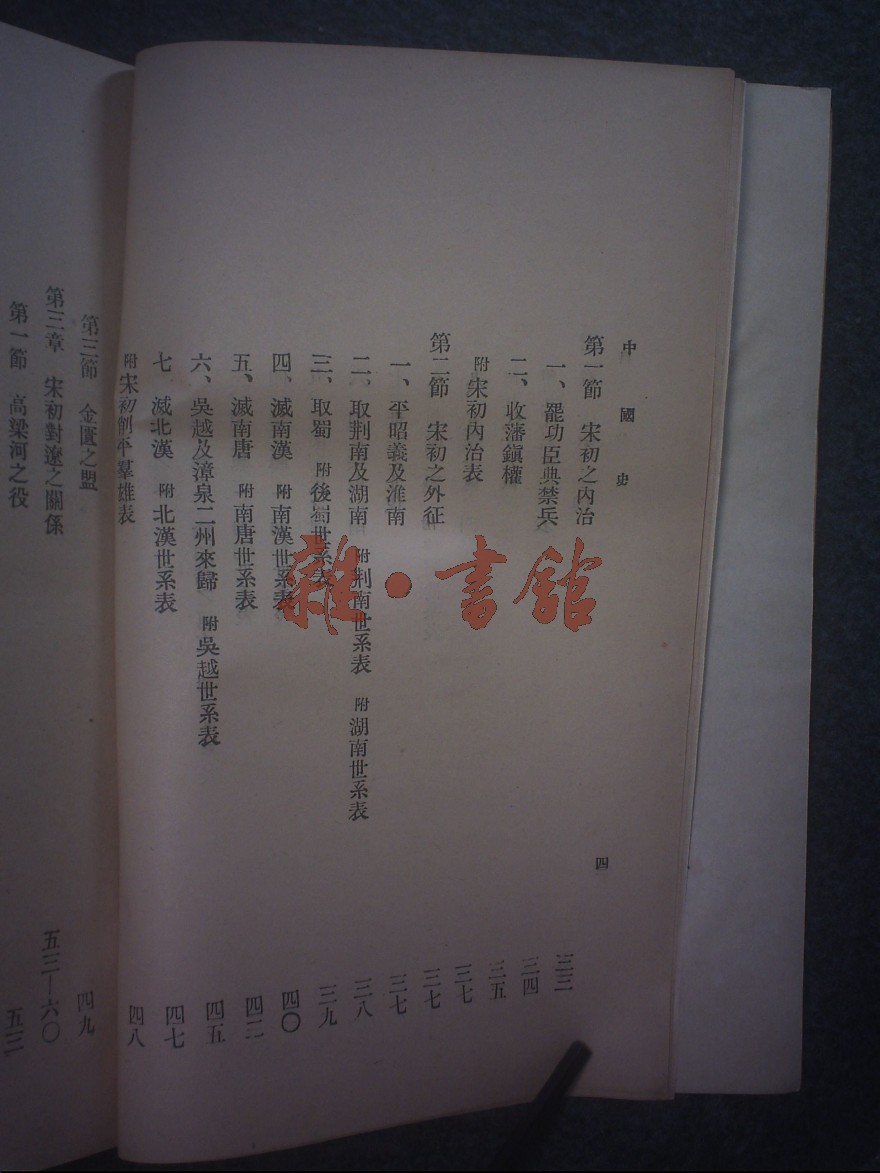 中國史 四
第一節 宋初之內治 三三
一、罷功臣典禁兵 三四
二、收藩鎮權 三五
附宋初內治表 三七
第二節 宋初之外征 三七
一、平昭義及淮南 三七
二、取荆南及湖南 附荆南世系表 附湖南世系表 三八
三、取蜀 附後蜀世系表 三九
四、滅南漢 附南漢世系表 四〇
五、滅南唐 附南唐世系表 四二
六、吳越及漳泉二州來歸 附吳越世系表 四五
七、滅北漢 附北漢世系表 四七
附宋初削平羣雄表 四八
第三節 金匱之盟 四九
第三章 宋初對遼之關係 五三—六〇
第一節 高梁河之役 五三
雜·書館